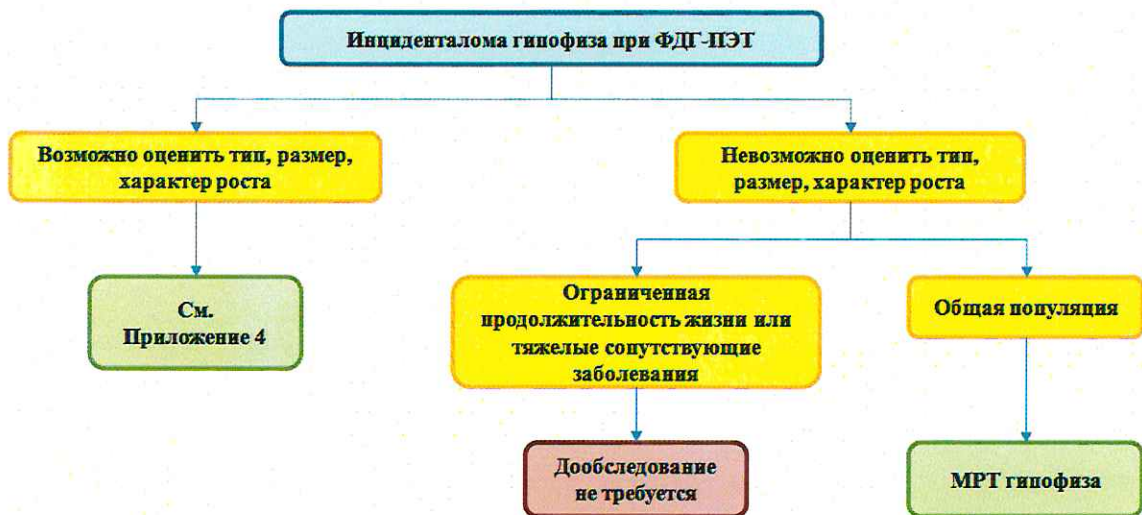 Инциденталома гипофиза при ФДГ-ПЭТ
Возможно оценить тип, размер,
характер роста
Невозможно оценить тип,
размер, характер роста
См.
Приложение 4
Ограниченная
продолжительность жизни или
тяжелые сопутствующие
заболевания
Общая популяция
Дообследование
не требуется
МРТ гипофиза